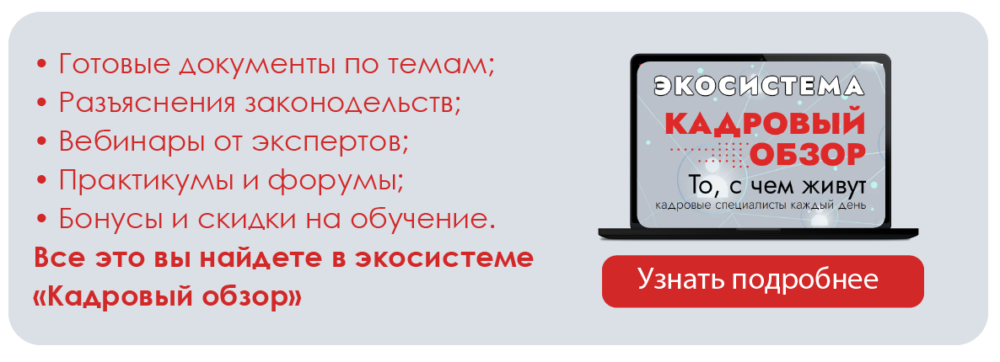 • Готовые документы по темам;
• Разъяснения законодельств;
• Вебинары от экспертов;
• Практикумы и форумы;
• Бонусы и скидки на обучение.
Все это вы найдете в экосистеме
«Кадровый обзор»
ЭКОСИСТЕМА
КАДРОВЫЙ
ОБЗОР
То, с чем живут
кадровые специалисты каждый день
Узнать подробнее